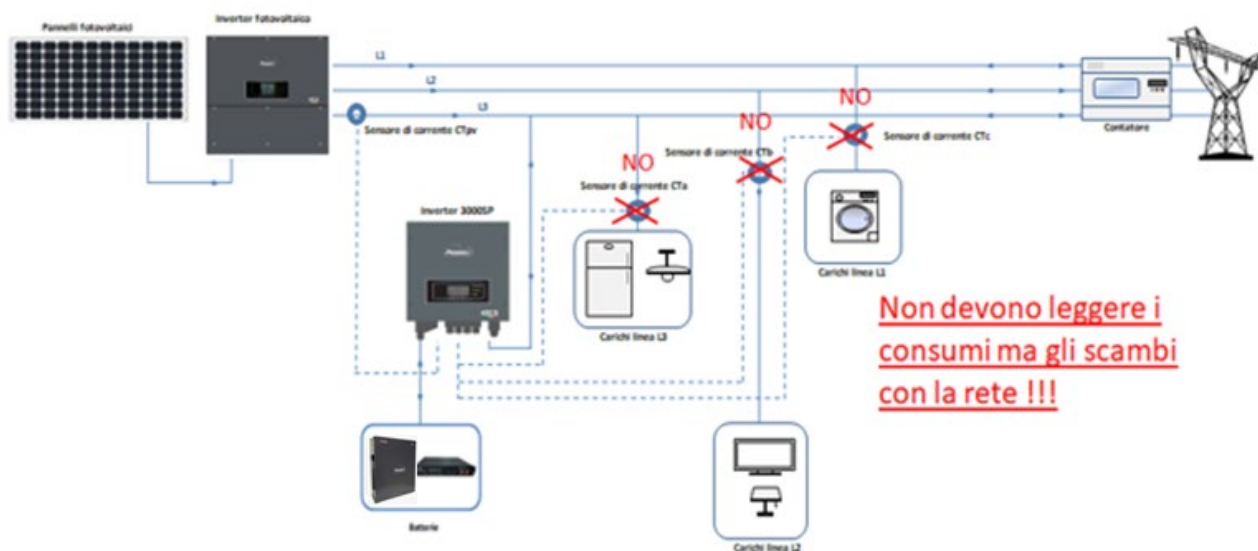 Pannelli fotovoltaici
Inverter fotovoltaica
L1
L2
L3
Sensore di corrente CTpv
NO
Sensore di corrente CTc
NO
Sensore di corrente CTb
NO
Sensore di corrente CTa
Contatore
Inverter 3000SP
Carichi linea L1
Carichi linea L3
Non devono leggere i
consumi ma gli scambi
con la rete !!!
Batterie
Carichi linea L2